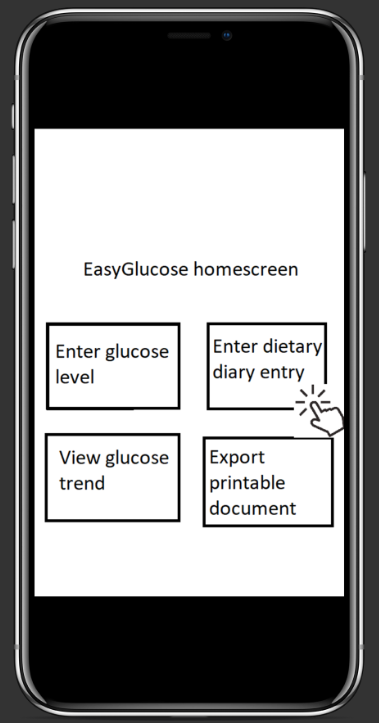 EasyGlucose homescreen
Enter glucose
level
Enter dietary
diary entry
View glucose
trend
Export
printable
document